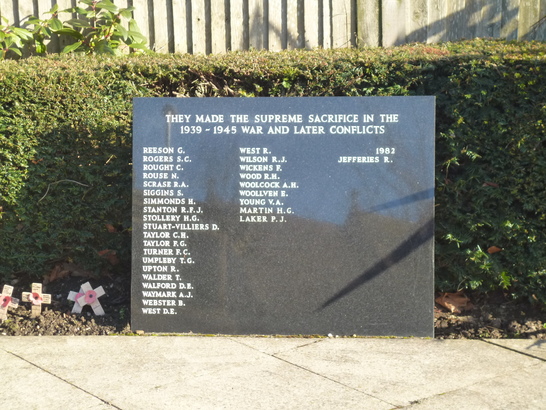 THEY MADE THE SUPREME SACRIFICE IN THE
1939 ~ 1945 WAR AND LATER CONFLICTS
REESON G.
ROGERS S.C.
ROUGHT C.
ROUSE N.
SCRASE R.A.
SIGGINS S.
SIMMONDS H.
STANTON R.F.J.
STOLLERY H.G.
STUART-VILLIERS D.
TAYLOR C.H.
TAYLOR F.G.
TURNER F.C.
UMPLEBY T.G.
UPTON R.
WALDER T.
WALFORD D.B.
WAYMARK A.J.
WEBSTER B.
WEST D.E.
WEST R.
WILSON R.J.
WICKENS F.
WOOD R.H.
WOOLCOCK A.H.
WOOLLVEN E.
YOUNG V.A.
MARTIN H.G.
LAKER P.J.
1982
JEFFERIES R.